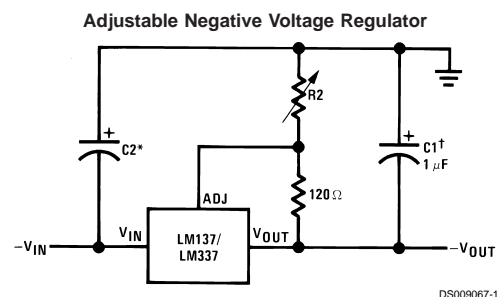 Adjustable Negative Voltage Regulator
R2
C2*
C1†
1 μF
ADJ
120Ω
−VIN
VIN
LM137/
LM337
VOUT
−VOUT
DS009067-1